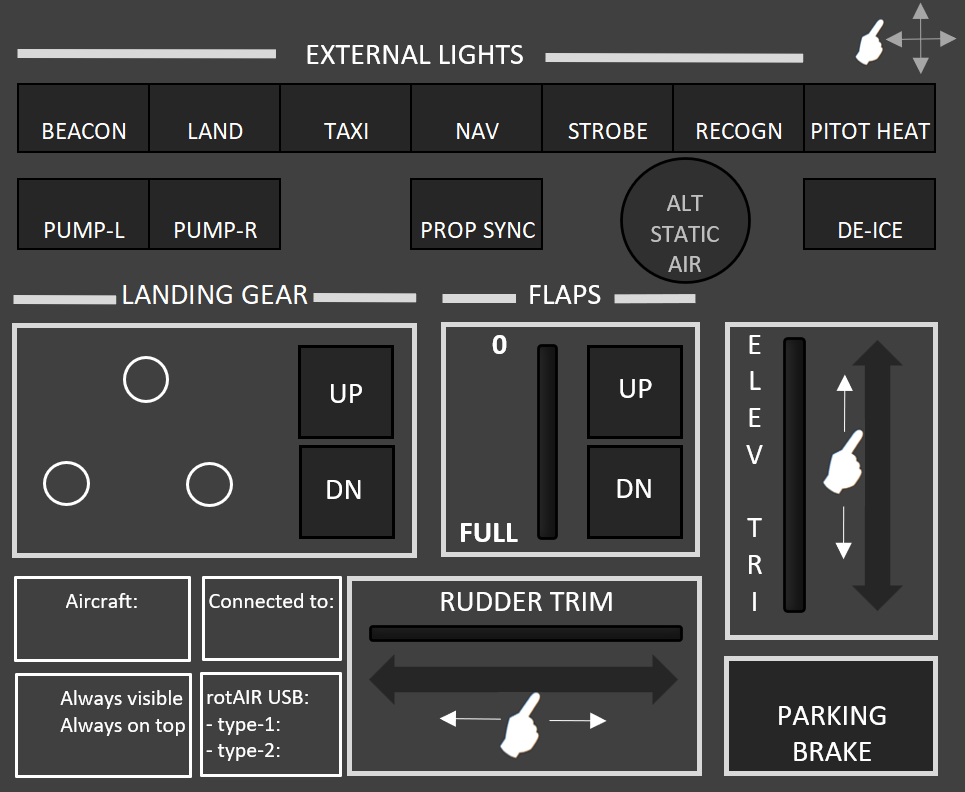 EXTERNAL LIGHTS
BEACON
LAND
TAXI
NAV
STROBE
RECOGN
PITOT HEAT
PUMP-L
PUMP-R
PROP SYNC
ALT
STATIC
AIR
DE-ICE
LANDING GEAR
UP
DN
FLAPS
0
FULL
UP
DN
E
L
E
V
T
R
I
Aircraft:
Connected to:
Always visible
Always on top
rotAIR USB:
- type-1:
- type-2:
RUDDER TRIM
PARKING
BRAKE